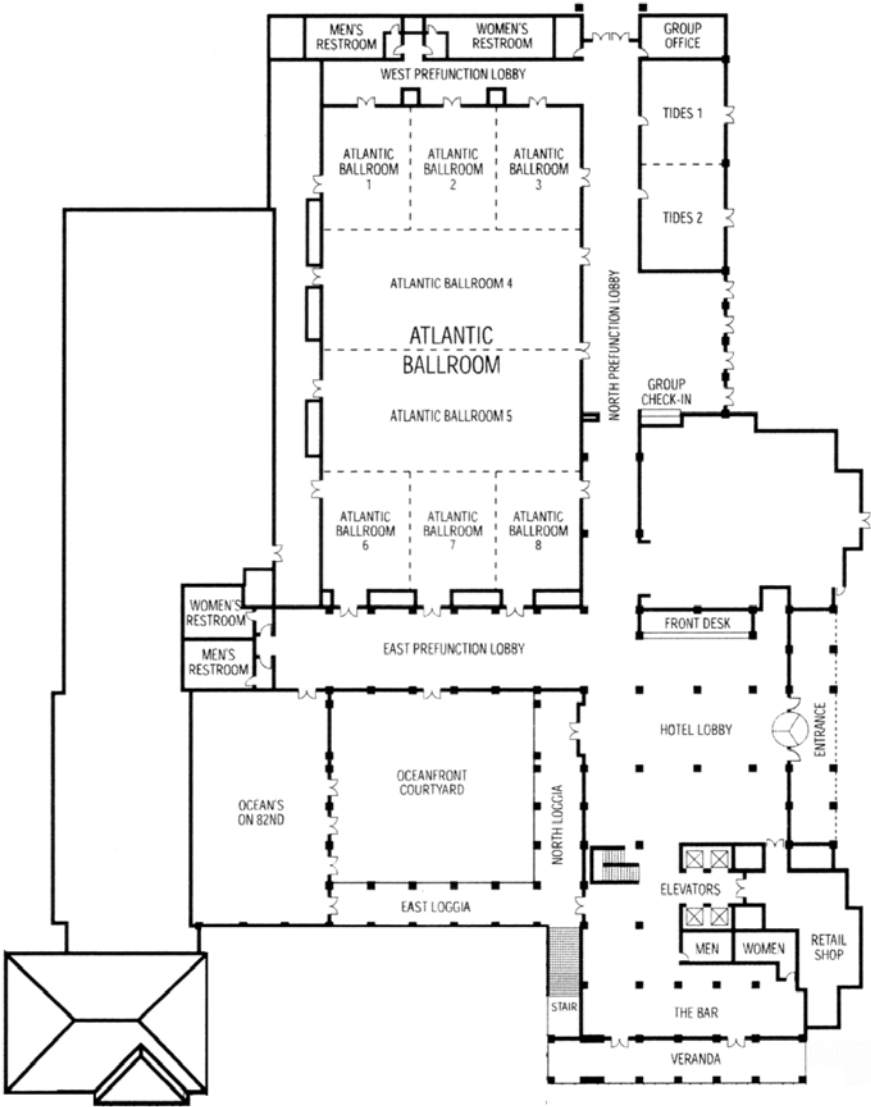 MEN'S
RESTROOM
WOMEN'S
RESTROOM
GROUP
OFFICE
WEST PREFUNCTION LOBBY
TIDES 1
ATLANTIC
BALLROOM
1
ATLANTIC
BALLROOM
2
ATLANTIC
BALLROOM
3
TIDES 2
ATLANTIC BALLROOM 4
NORTH PREFUNCTION LOBBY
ATLANTIC
BALLROOM
GROUP
CHECK-IN
ATLANTIC BALLROOM 5
ATLANTIC
BALLROOM
6
ATLANTIC
BALLROOM
7
ATLANTIC
BALLROOM
8
WOMEN'S
RESTROOM
FRONT DESK
MEN'S
RESTROOM
EAST PREFUNCTION LOBBY
HOTEL LOBBY
ENTRANCE
OCEANFRONT
COURTYARD
OCEAN'S
ON 82ND
NORTH LOGGIA
ELEVATORS
EAST LOGGIA
MEN
WOMEN
RETAIL
SHOP
STAIR
THE BAR
VERANDA